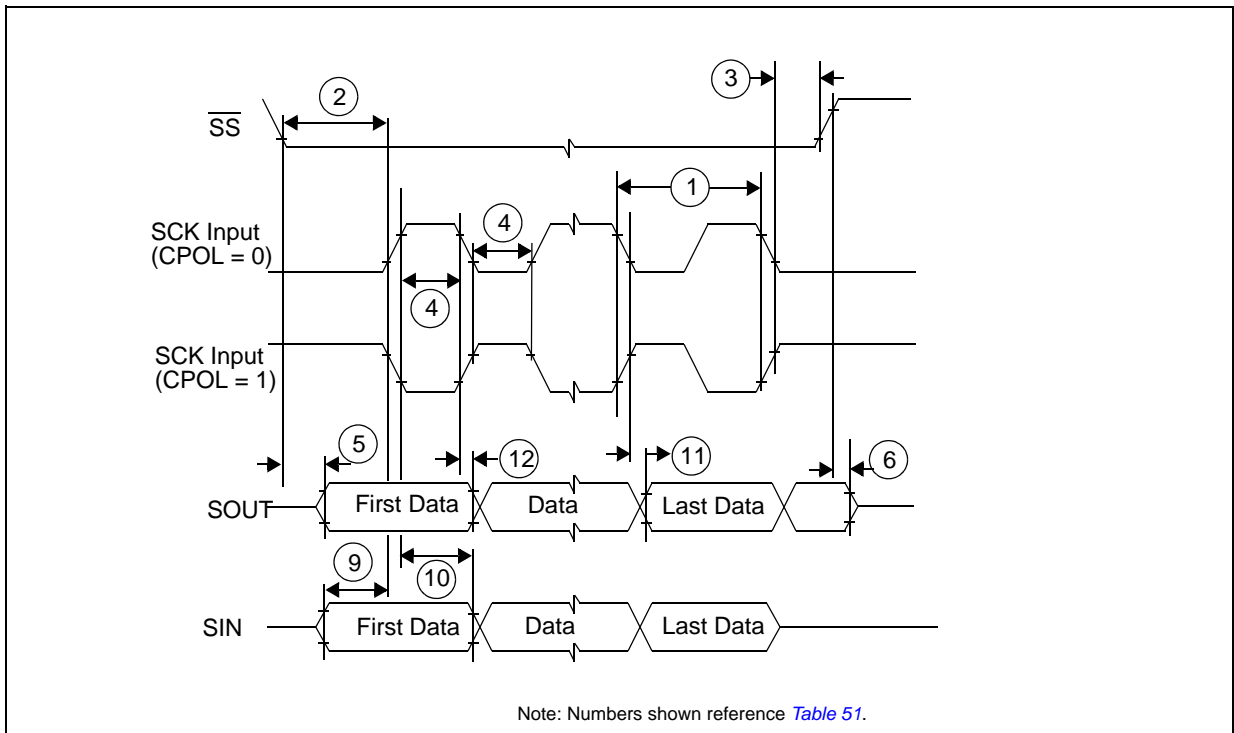 3
2
SS
1
4
SCK Input
(CPOL = 0)
4
SCK Input
(CPOL = 1)
5
12
11
6
SOUT
First Data
Data
Last Data
9
10
SIN
First Data
Data
Last Data
Note: Numbers shown reference Table 51.